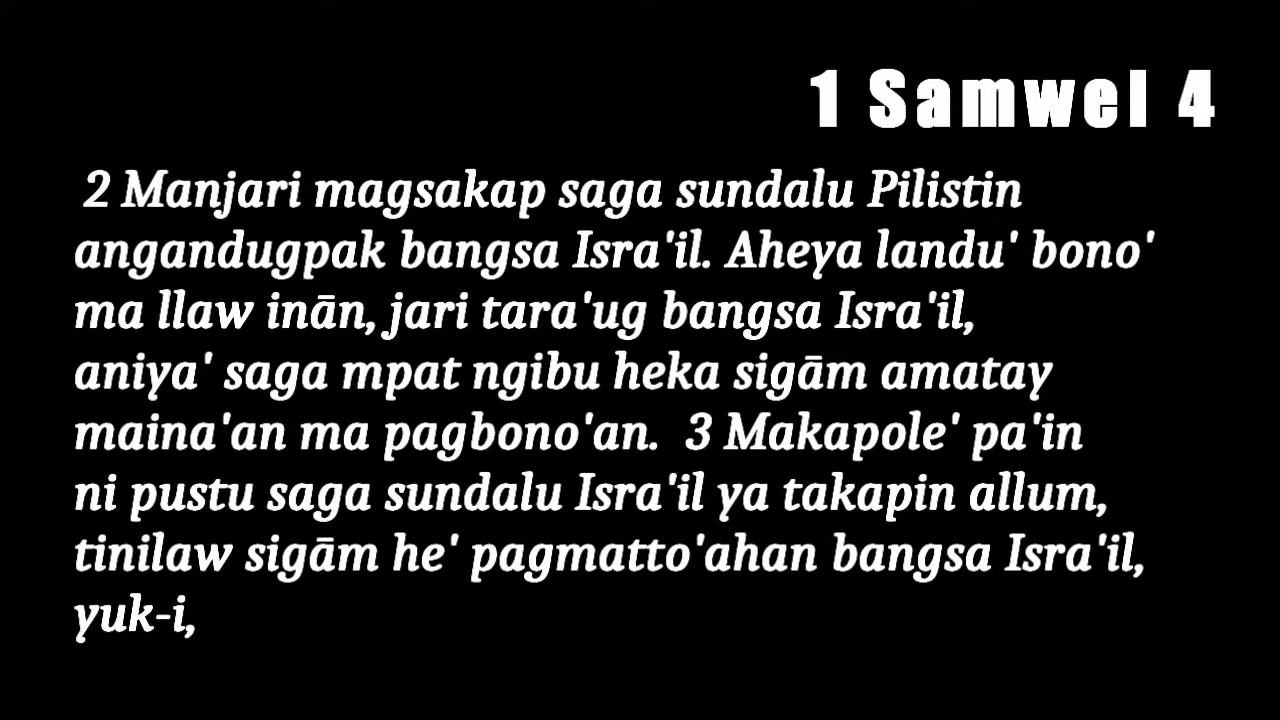 1 Samwel 4
2 Manjari magsakap saga sundalu Pilistin
angandugpak bangsa Isra'il. Aheya landu' bono'
ma llaw inān, jari tara'ug bangsa Isra'il,
aniya' saga mpat ngibu heka sigām amatay
maina'an ma pagbono'an.  3 Makapole' pa'in
ni pustu saga sundalu Isra'il ya takapin allum,
tinilaw sigām he' pagmatto'ahan bangsa Isra'il,
yuk-i,